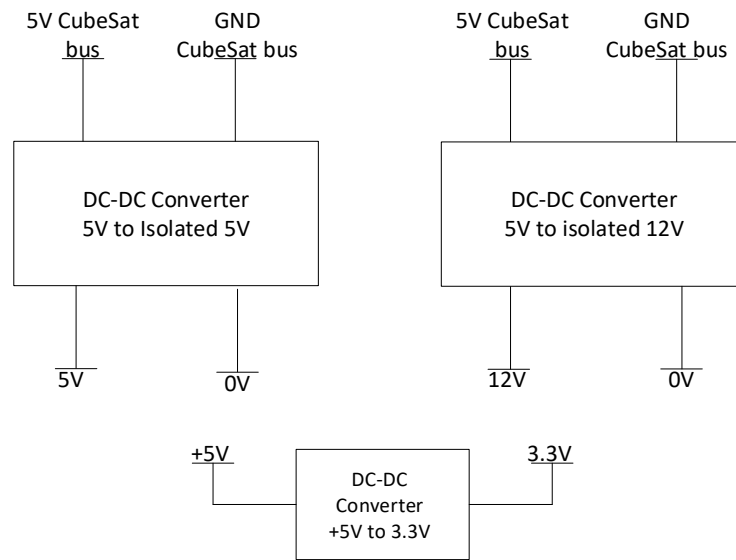 5V CubeSat
bus
GND
CubeSat bus
5V CubeSat
bus
GND
CubeSat bus
DC-DC Converter
5V to Isolated 5V
DC-DC Converter
5V to isolated 12V
5V
0V
12V
0V
+5V
3.3V
DC-DC
Converter
+5V to 3.3V